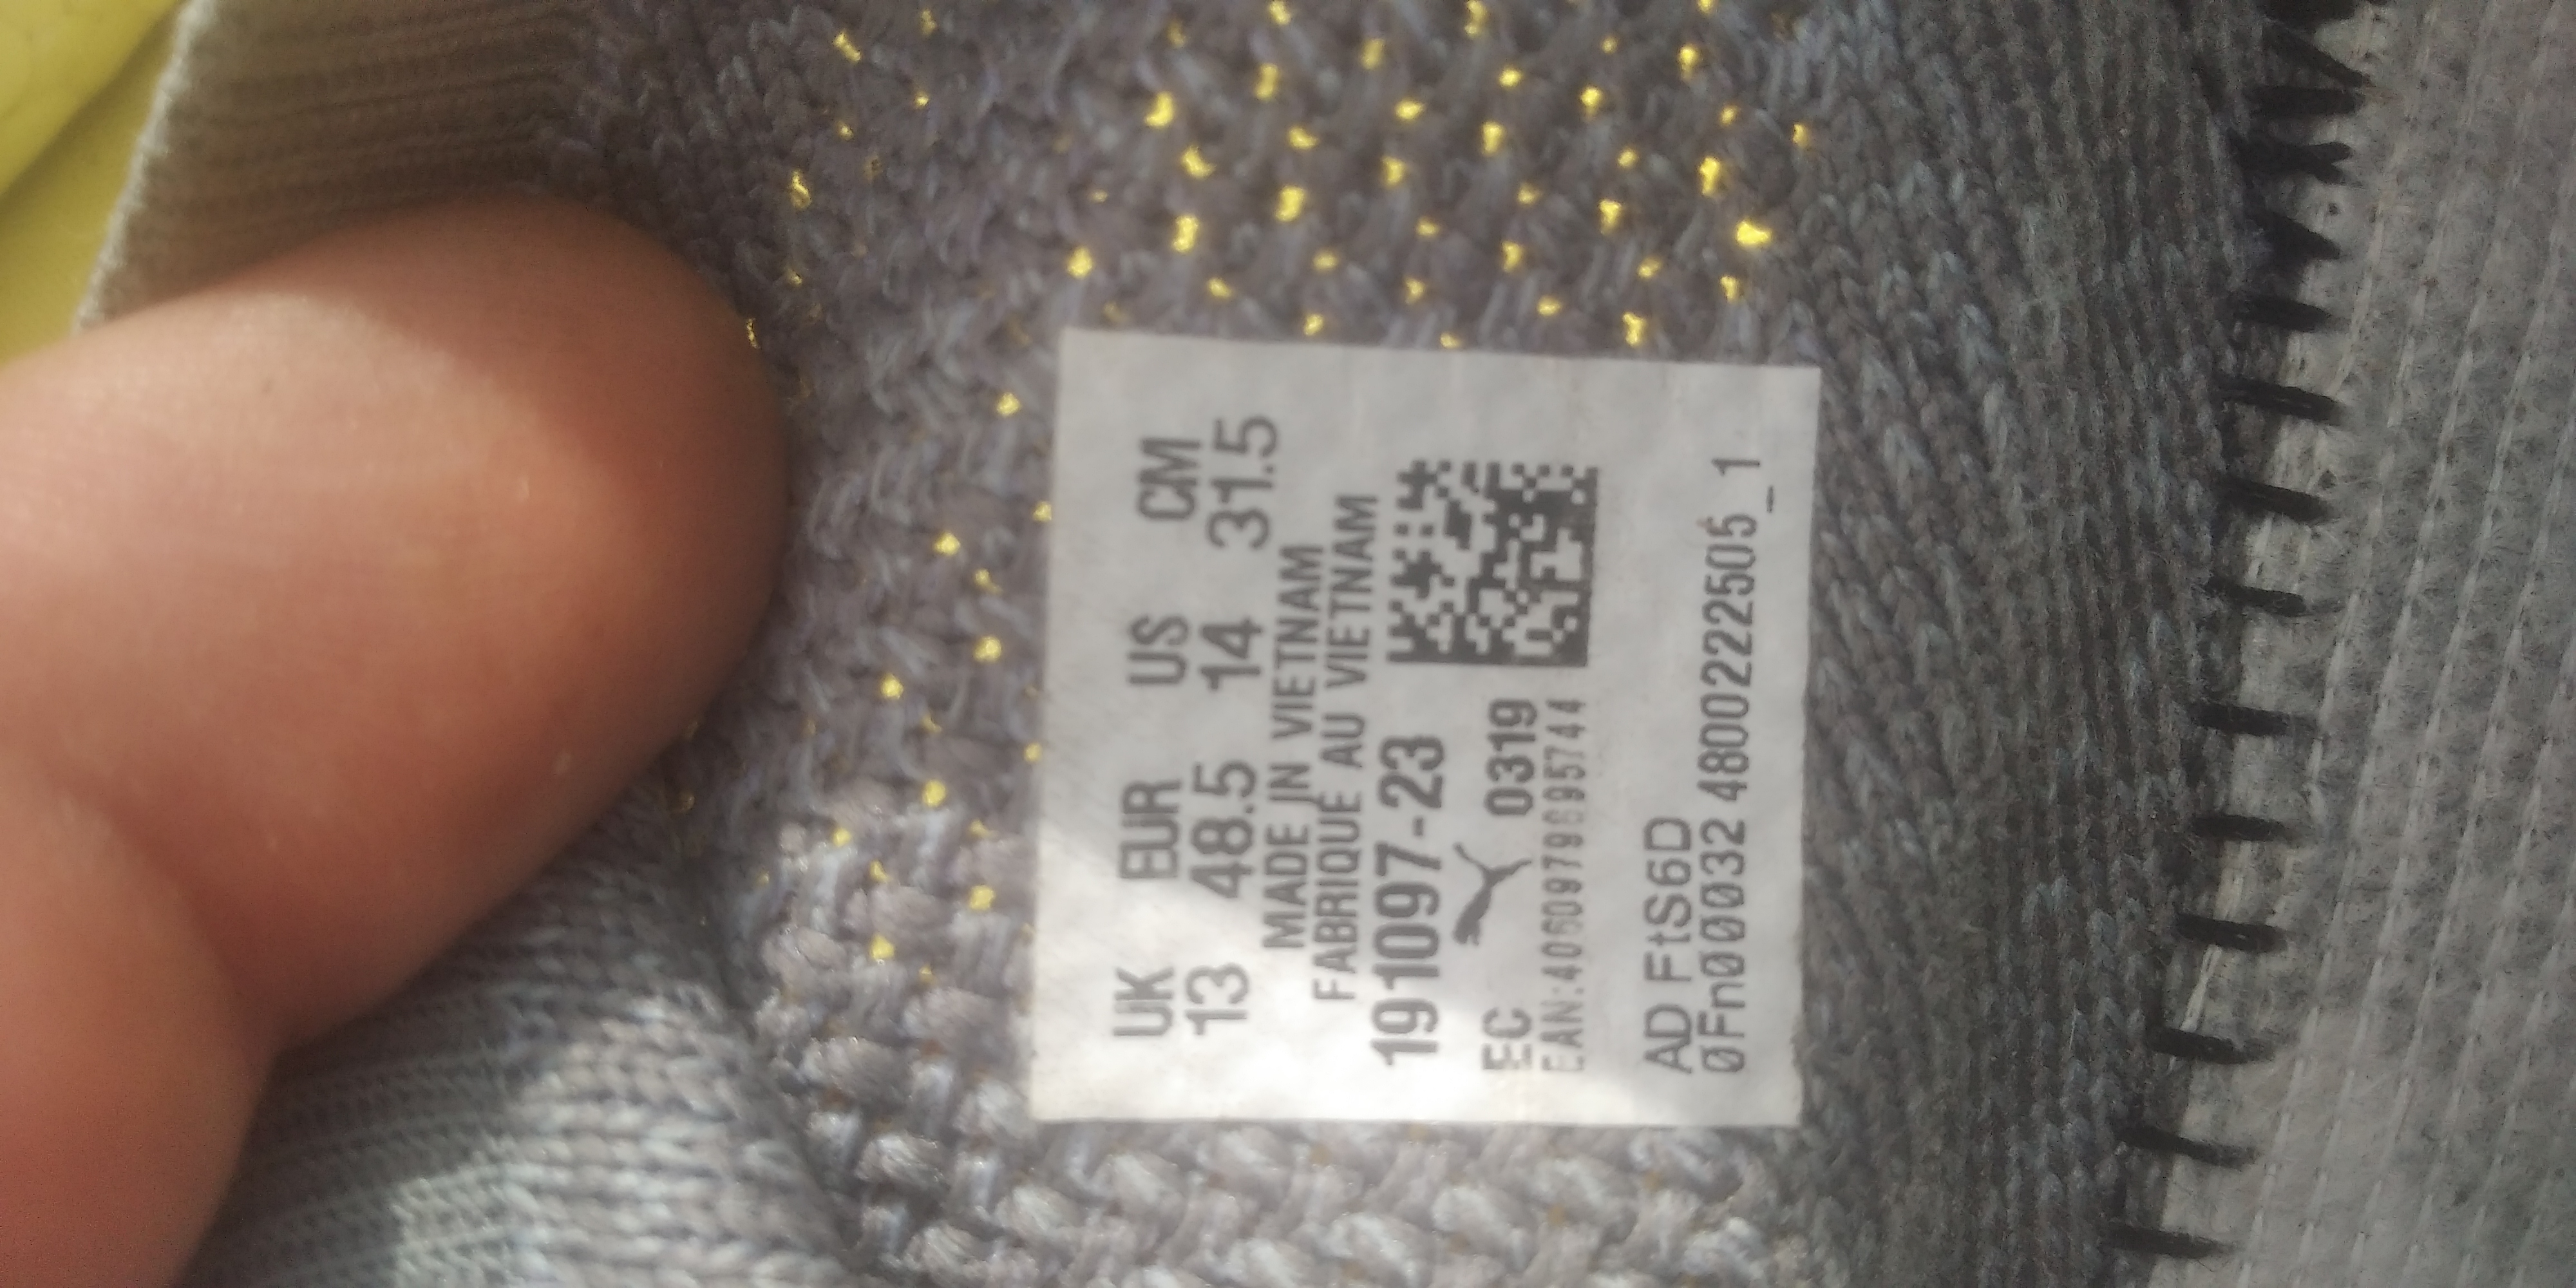 UK EUR US CM
13 48.5 14 31.5
MADE IN VIETNAM
FABRIQUÉ AU VIETNAM
191097-23
EC 0319
EAN:4060979695744
AD FtS6D
0Fn000032 4800222505_1